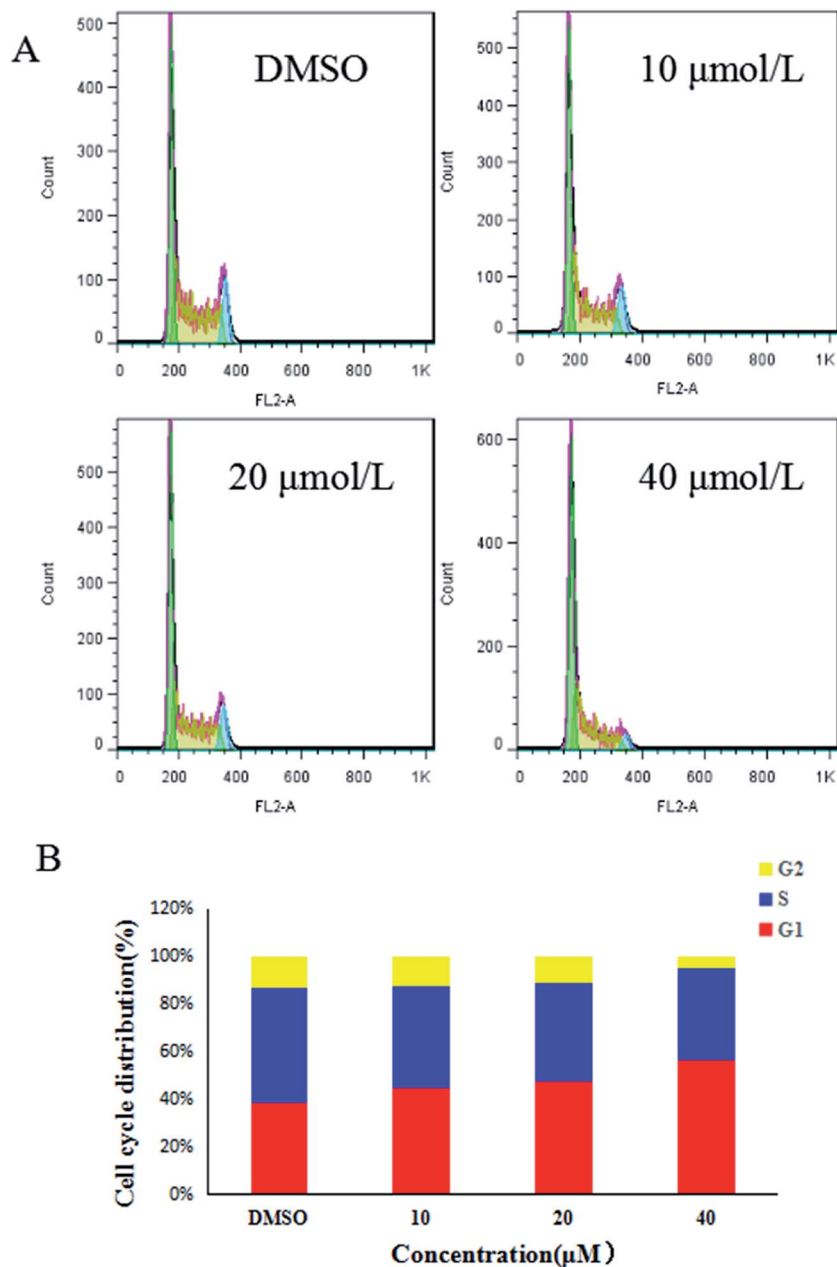 A
DMSO
500
400
300
200
100
0
Count
0 200 400 600 800 1K
FL2-A
10 μmol/L
500
400
300
200
100
0
Count
0 200 400 600 800 1K
FL2-A
20 μmol/L
500
400
300
200
100
0
Count
0 200 400 600 800 1K
FL2-A
40 μmol/L
600
400
200
0
Count
0 200 400 600 800 1K
FL2-A
B
G2
S
G1
120%
100%
80%
60%
40%
20%
0%
Cell cycle distribution(%)
DMSO 10 20 40
Concentration(μM)